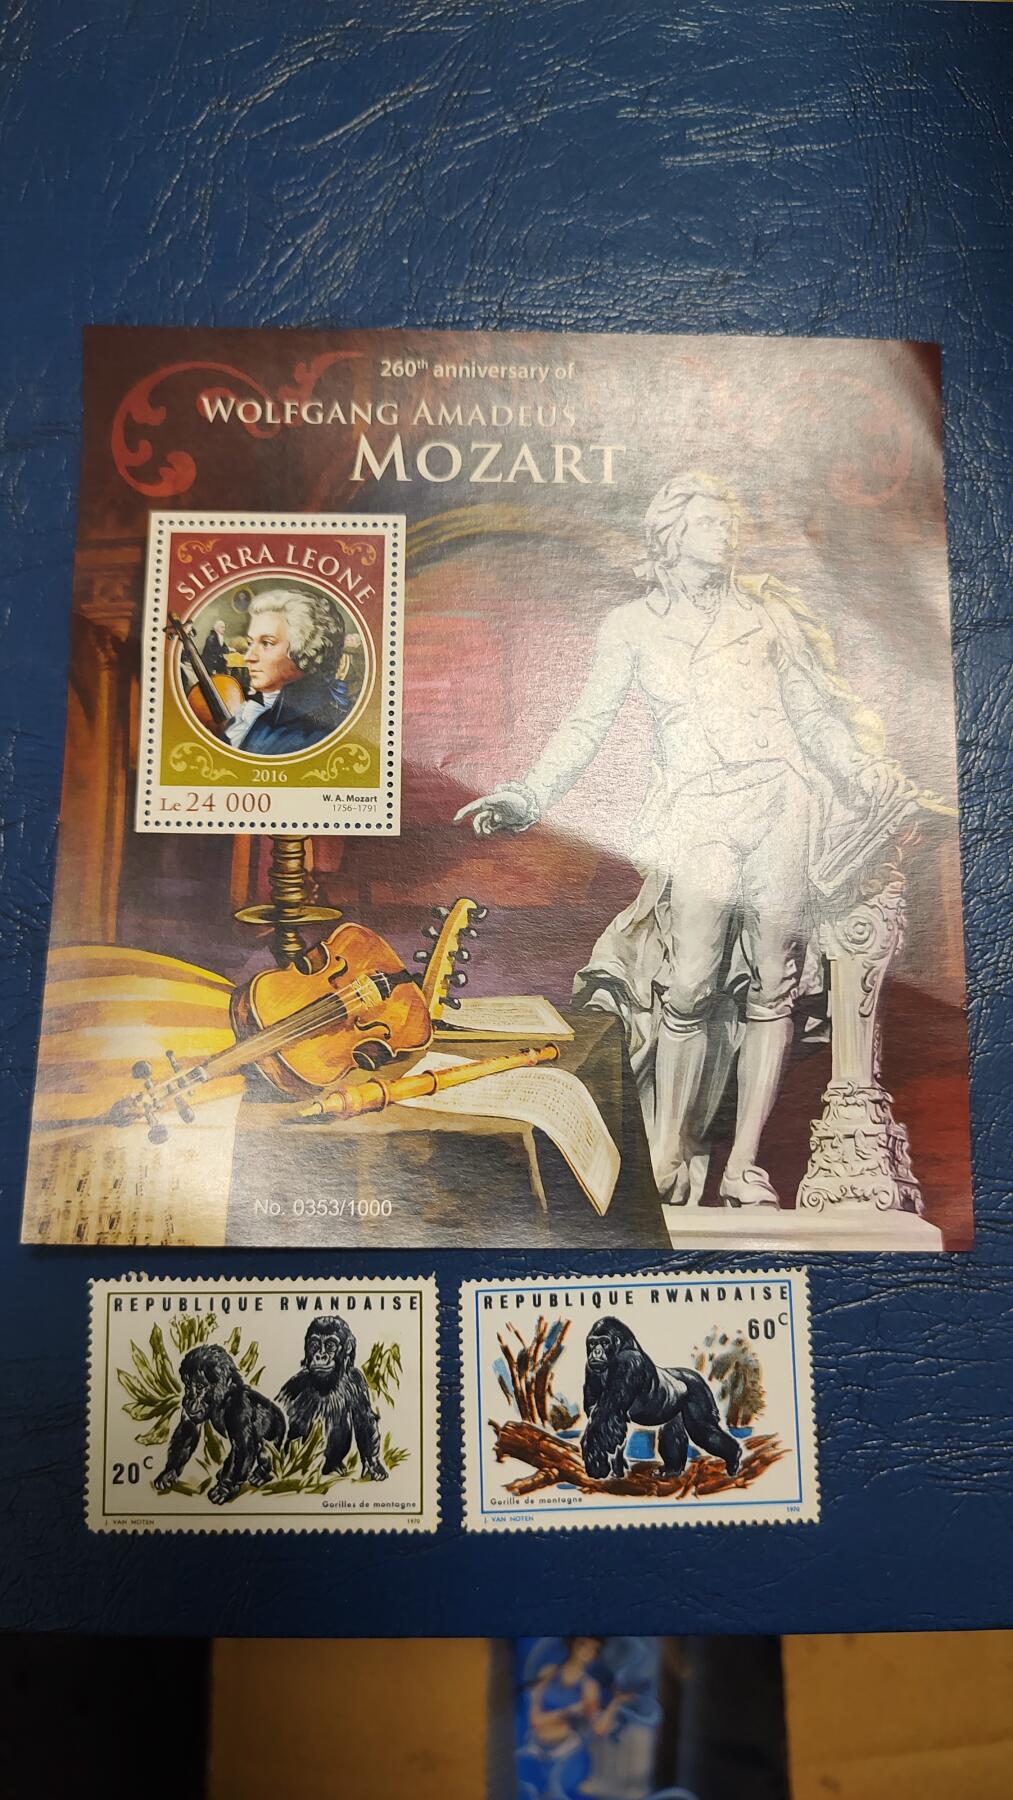 260th anniversary of
WOLFGANG AMADEUS
MOZART
SIERRA LEONE
2016
Le 24 000
W. A. Mozart
1756-1791
No. 0353/1000
REPUBLIQUE RWANDAISE
20c
Gorilles de montagne
J. VAN NOTEN
1970
REPUBLIQUE RWANDAISE
60c
Gorille de montagne
J. VAN NOTEN
1970